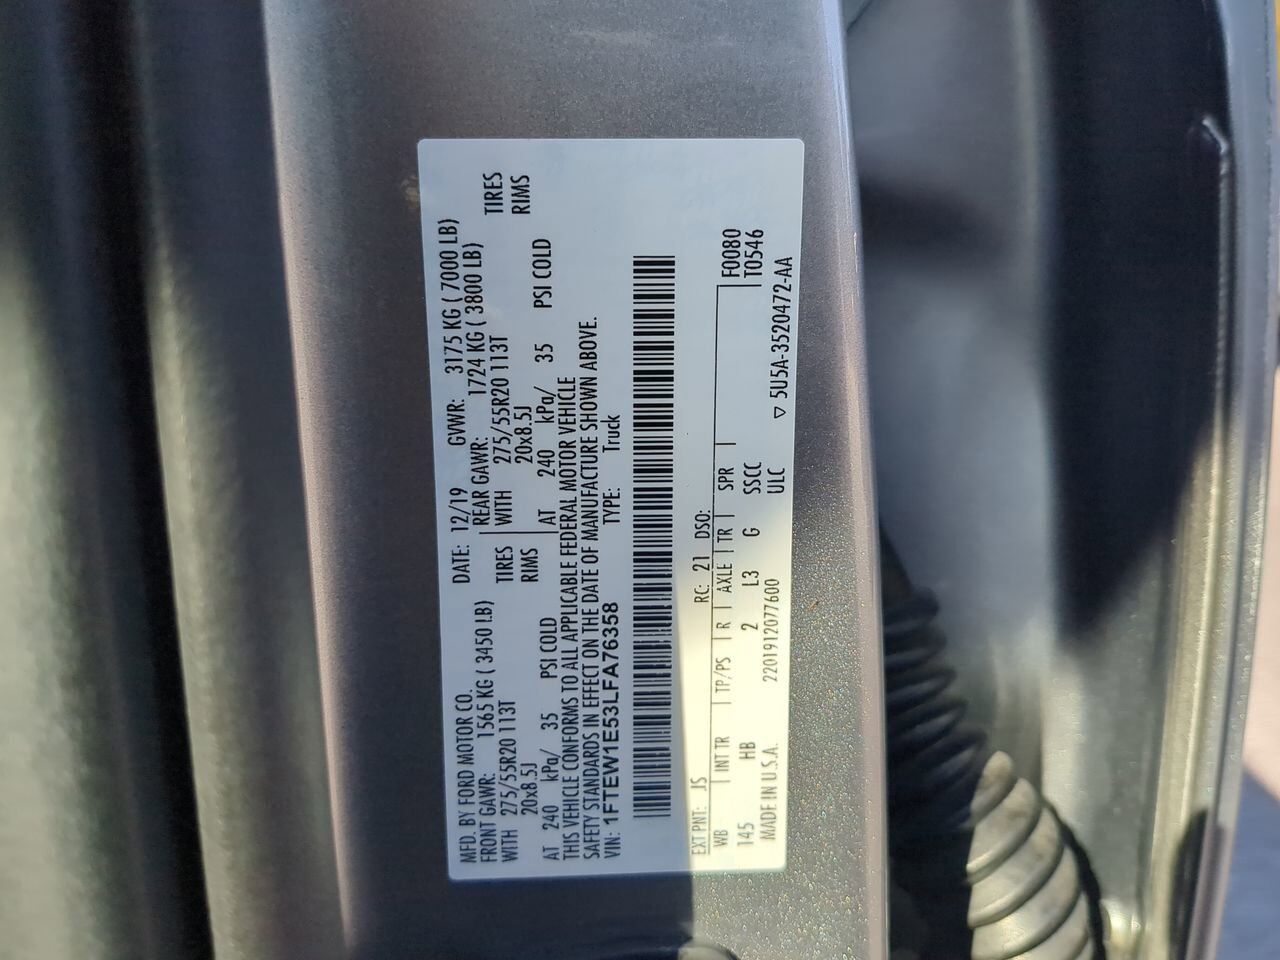 MFD. BY FORD MOTOR CO. DATE: 12/19 GVWR: 3175 KG ( 7000 LB)
FRONT GAWR: 1565 KG ( 3450 LB) REAR GAWR: 1724 KG ( 3800 LB)
WITH 275/55R20 113T TIRES WITH 275/55R20 113T TIRES
20x8.5J RIMS 20x8.5J RIMS
AT 240 kPa/ 35 PSI COLD AT 240 kPa/ 35 PSI COLD
THIS VEHICLE CONFORMS TO ALL APPLICABLE FEDERAL MOTOR VEHICLE
SAFETY STANDARDS IN EFFECT ON THE DATE OF MANUFACTURE SHOWN ABOVE.
VIN: 1FTEW1E53LFA76358 TYPE: Truck
EXT PNT: JS RC: 21 DSO:
WB INT TR TP/PS R AXLE TR SPR F0080
145 HB 2 L3 G SSCC T0546
MADE IN U.S.A. 2201912077600 ULC ▽ 5U5A-3520472-AA